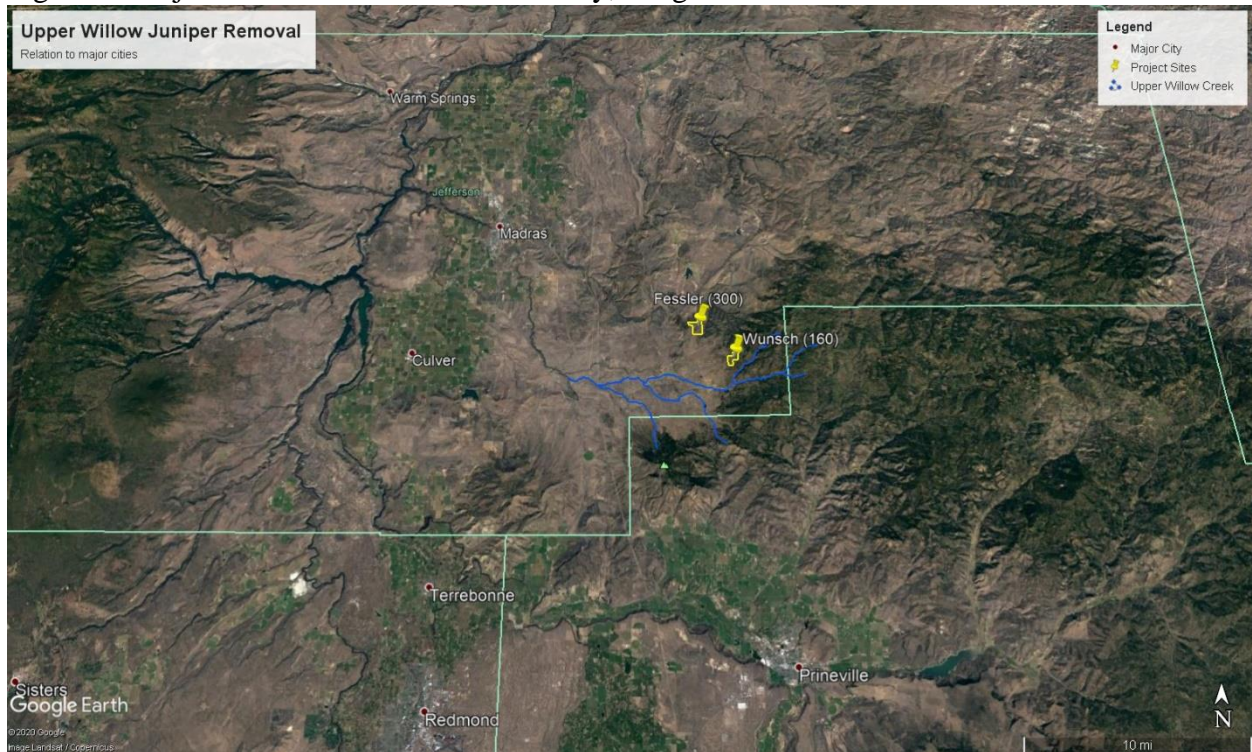 Upper Willow Juniper Removal
Relation to major cities
Legend
Major City
Project Sites
Upper Willow Creek
Warm Springs
Jefferson
Madras
Fessler (300)
Wunsch (160)
Culver
Terrebonne
Prineville
Sisters
Redmond
Google Earth
©2020 Google
Image Landsat / Copernicus
N
10 mi